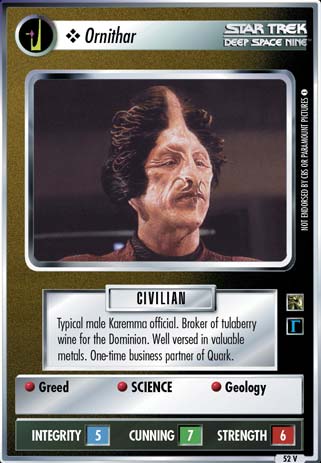 ❖ Ornithar
STAR TREK
DEEP SPACE NINE
NOT ENDORSED BY CBS OR PARAMOUNT PICTURES
CIVILIAN
Typical male Karemma official. Broker of tulaberry
wine for the Dominion. Well versed in valuable
metals. One-time business partner of Quark.
Greed SCIENCE Geology
INTEGRITY 5 CUNNING 7 STRENGTH 6
52 V